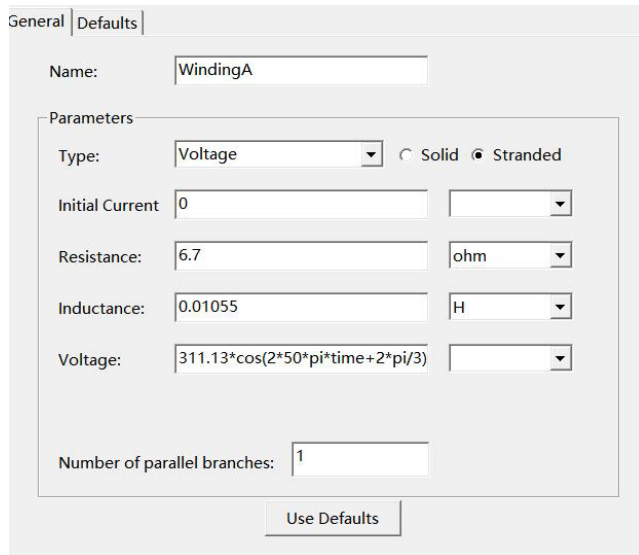 General Defaults
Name: WindingA
Parameters
Type: Voltage Solid Stranded
Initial Current 0
Resistance: 6.7 ohm
Inductance: 0.01055 H
Voltage: 311.13*cos(2*50*pi*time+2*pi/3)
Number of parallel branches: 1
Use Defaults